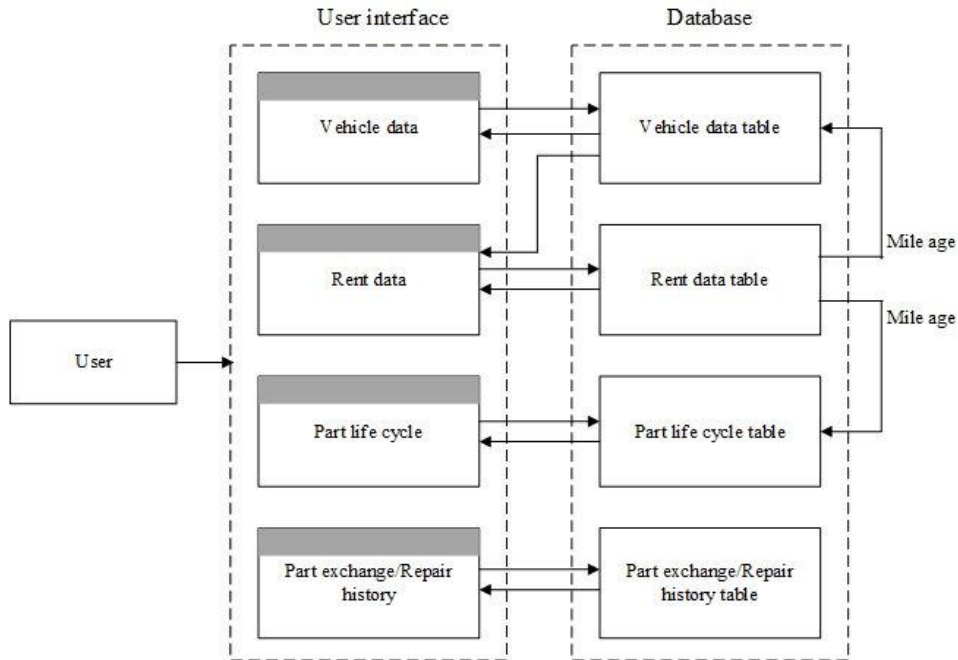 User interface
Database
Vehicle data
Vehicle data table
Mile age
Rent data
Rent data table
Mile age
User
Part life cycle
Part life cycle table
Part exchange/Repair
history
Part exchange/Repair
history table